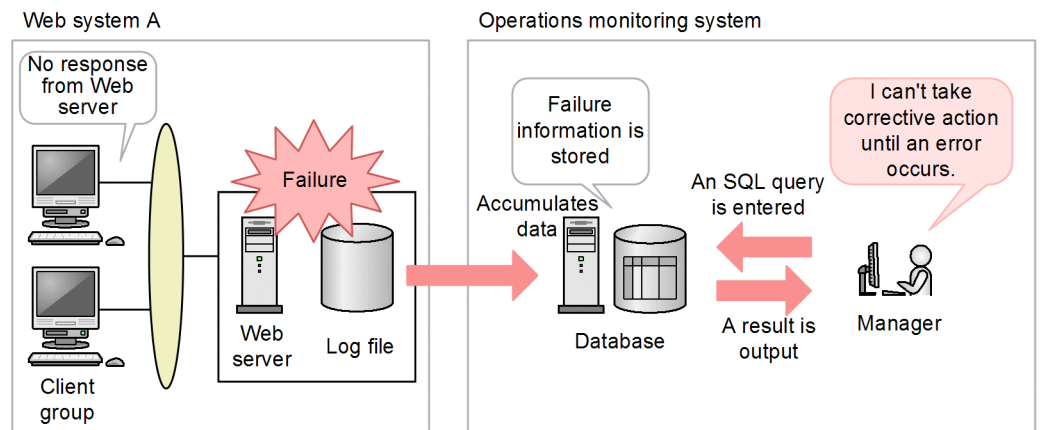 Web system A
Operations monitoring system
No response
from Web
server
Failure
Web
server
Log file
Client
group
Failure
information is
stored
Accumulates
data
Database
An SQL query
is entered
A result is
output
I can't take
corrective action
until an error
occurs.
Manager